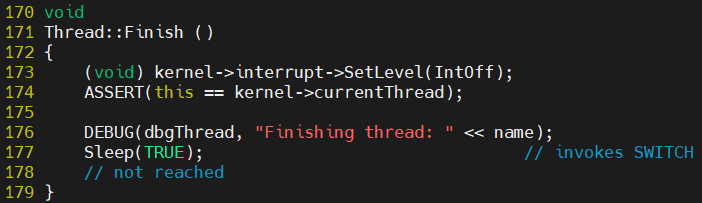 170 void
171 Thread::Finish ()
172 {
173     (void) kernel->interrupt->SetLevel(IntOff);
174     ASSERT(this == kernel->currentThread);
175
176     DEBUG(dbgThread, "Finishing thread: " << name);
177     Sleep(TRUE);                                // invokes SWITCH
178     // not reached
179 }